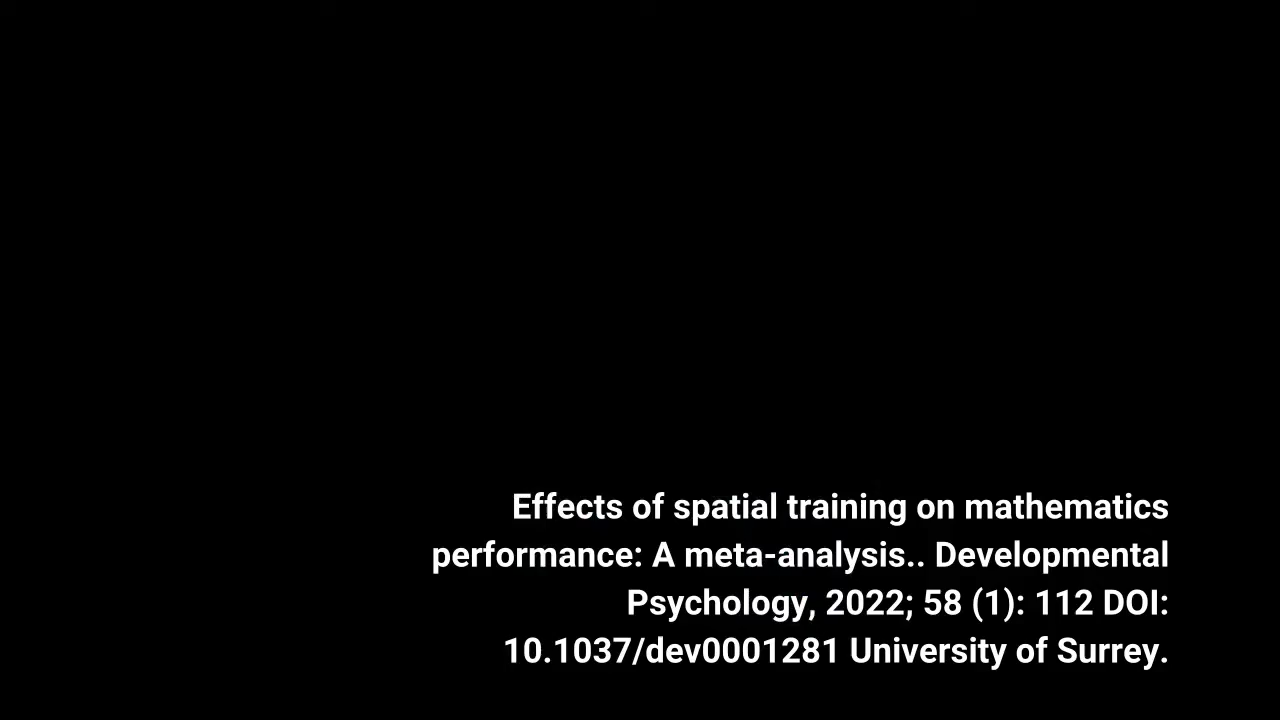 Effects of spatial training on mathematics
performance: A meta-analysis.. Developmental
Psychology, 2022; 58 (1): 112 DOI:
10.1037/dev0001281 University of Surrey.